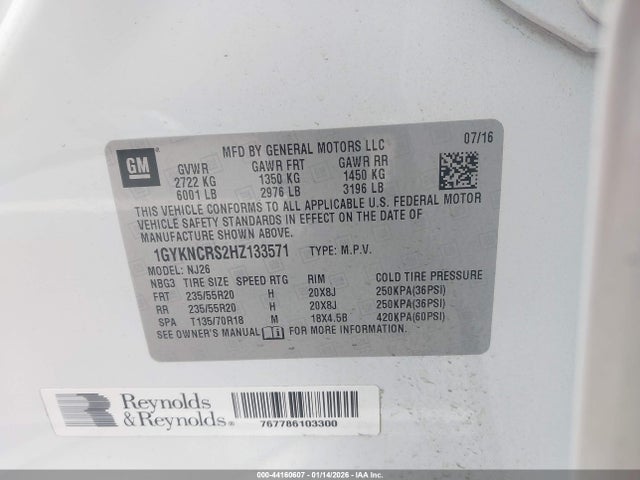 07/16
GM
MFD BY GENERAL MOTORS LLC
GVWR GAWR FRT GAWR RR
2722 KG 1350 KG 1450 KG
6001 LB 2976 LB 3196 LB
THIS VEHICLE CONFORMS TO ALL APPLICABLE U.S. FEDERAL MOTOR
VEHICLE SAFETY STANDARDS IN EFFECT ON THE DATE OF
MANUFACTURE SHOWN ABOVE.
1GYKNCRS2HZ133571 TYPE: M.P.V.
MODEL: NJ26
NBG3 TIRE SIZE SPEED RTG RIM COLD TIRE PRESSURE
FRT 235/55R20 H 20X8J 250KPA(36PSI)
RR 235/55R20 H 20X8J 250KPA(36PSI)
SPA T135/70R18 M 18X4.5B 420KPA(60PSI)
SEE OWNER'S MANUAL FOR ADDITIONAL INFORMATION
Reynolds
&Reynolds®
767786103300
000-44160607 - 01/14/2026 - IAAI.COM